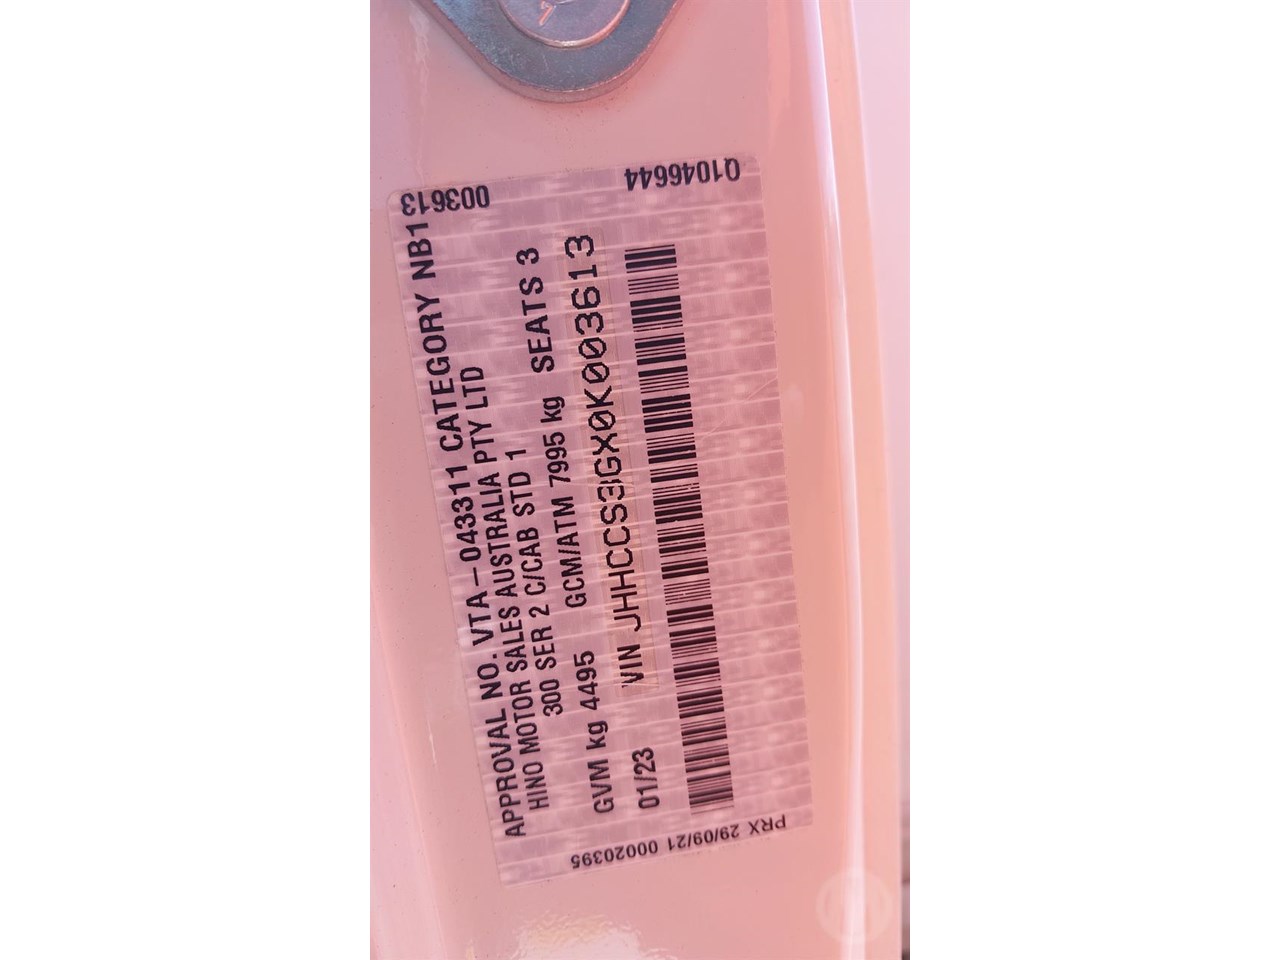 APPROVAL NO. VTA-043311 CATEGORY NB1
HINO MOTOR SALES AUSTRALIA PTY LTD
300 SER 2 C/CAB STD 1
GVM kg 4495 GCM/ATM 7995 kg SEATS 3
01/23 VIN JHHCCS3GX0K003613
003613
Q1046644
PRX 29/09/21 00020395